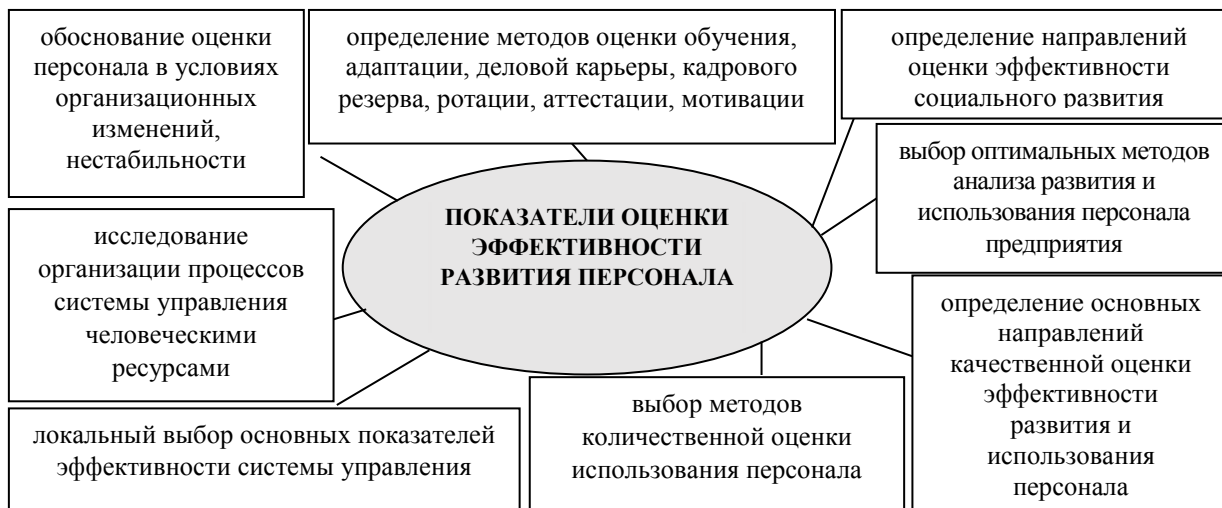 обоснование оценки
персонала в условиях
организационных
изменений,
нестабильности
определение методов оценки обучения,
адаптации, деловой карьеры, кадрового
резерва, ротации, аттестации, мотивации
определение направлений
оценки эффективности
социального развития
выбор оптимальных методов
анализа развития и
использования персонала
предприятия
ПОКАЗАТЕЛИ ОЦЕНКИ
ЭФФЕКТИВНОСТИ
РАЗВИТИЯ ПЕРСОНАЛА
исследование
организации процессов
системы управления
человеческими
ресурсами
определение основных
направлений
качественной оценки
эффективности
развития и
использования
персонала
локальный выбор основных показателей
эффективности системы управления
выбор методов
количественной оценки
использования персонала